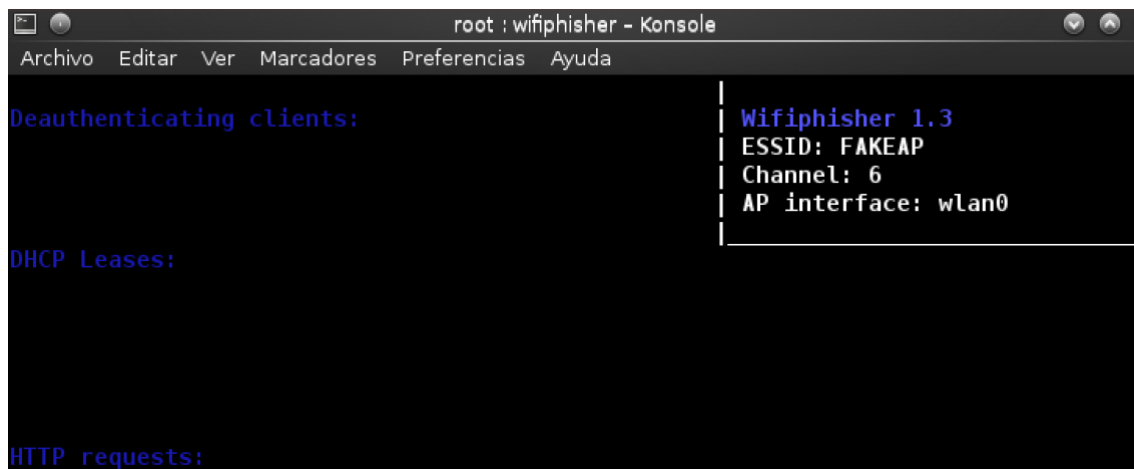 root : wifiphisher – Konsole
Archivo Editar Ver Marcadores Preferencias Ayuda
Deauthenticating clients:
Wifiphisher 1.3
ESSID: FAKEAP
Channel: 6
AP interface: wlan0
DHCP Leases:
HTTP requests: